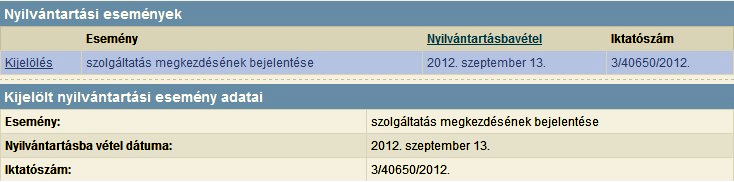 Nyilvántartási események
Esemény Nyilvántartásbavétel Iktatószám
Kijelölés szolgáltatás megkezdésének bejelentése 2012. szeptember 13. 3/40650/2012.
Kijelölt nyilvántartási esemény adatai
Esemény: szolgáltatás megkezdésének bejelentése
Nyilvántartásba vétel dátuma: 2012. szeptember 13.
Iktatószám: 3/40650/2012.